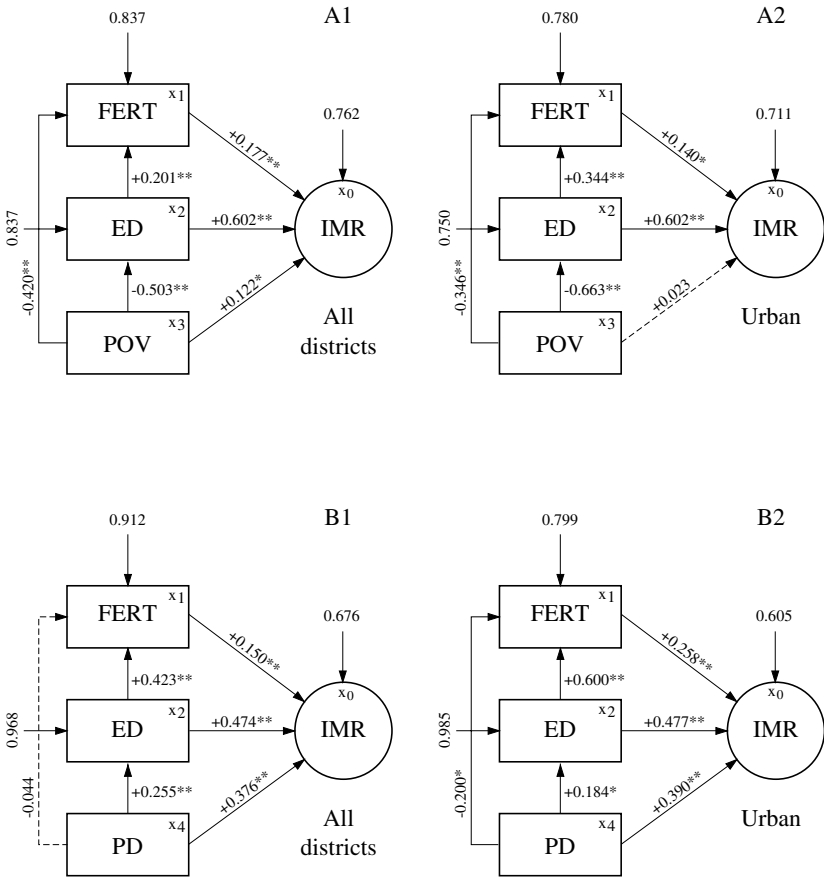 0.837
A1
FERT x1
0.762
+0.177**
+0.201**
x0
IMR
0.837
ED x2
+0.602**
-0.420**
-0.503**
+0.122*
POV x3
All
districts
0.780
A2
FERT x1
0.711
+0.140*
+0.344**
x0
IMR
0.750
ED x2
+0.602**
-0.346**
-0.663**
+0.023
POV x3
Urban
0.912
B1
FERT x1
0.676
+0.150**
+0.423**
x0
IMR
0.968
ED x2
+0.474**
-0.044
+0.255**
+0.376**
PD x4
All
districts
0.799
B2
FERT x1
0.605
+0.258**
+0.600**
x0
IMR
0.985
ED x2
+0.477**
-0.200*
+0.184*
+0.390**
PD x4
Urban